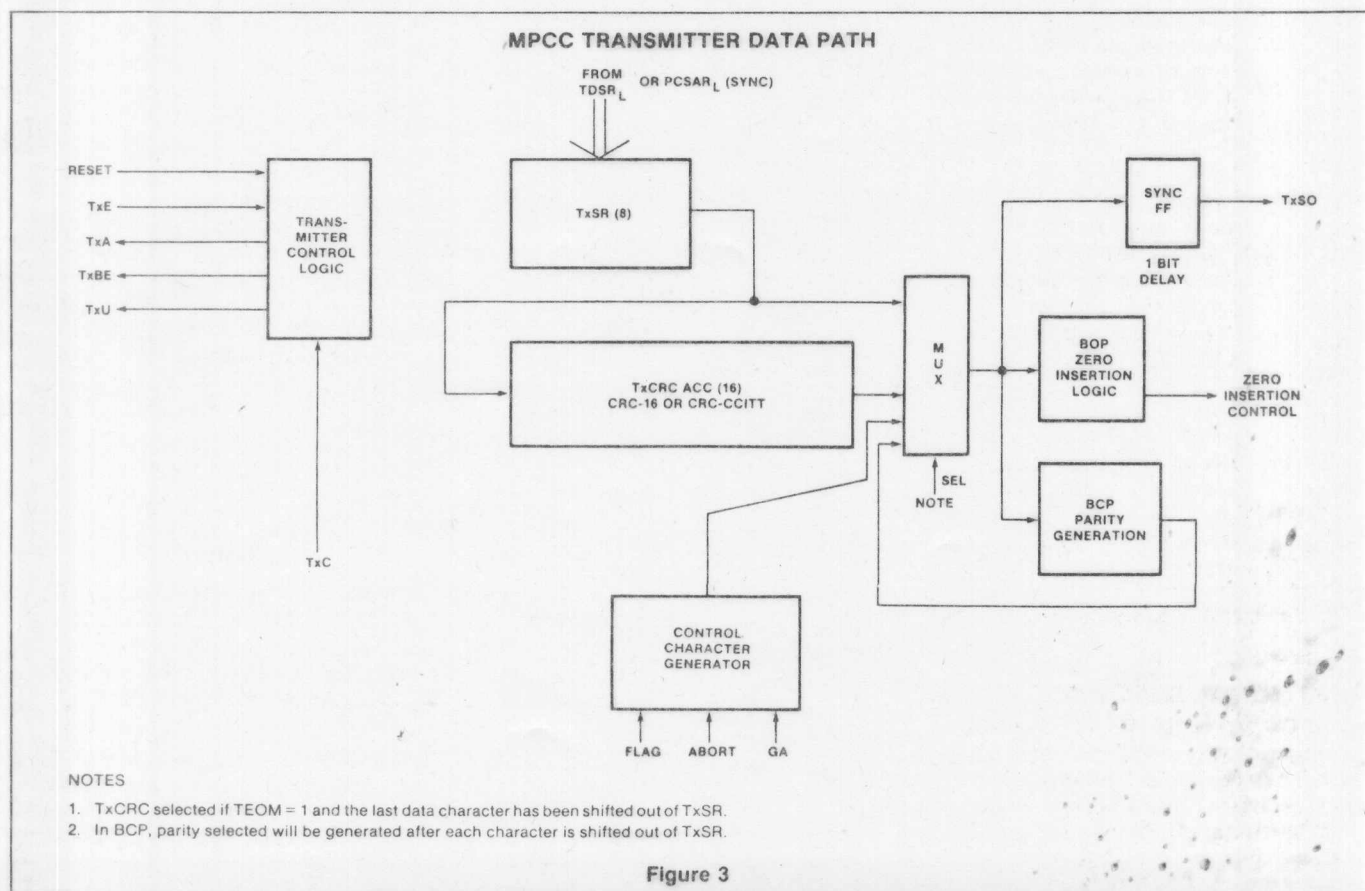 MPCC TRANSMITTER DATA PATH
FROM
TDSRL
OR PCSARL (SYNC)
RESET
TxE
TxA
TxBE
TxU
TRANS-
MITTER
CONTROL
LOGIC
TxC
TxSR (8)
TxCRC ACC (16)
CRC-16 OR CRC-CCITT
M
U
X
SEL
NOTE
SYNC
FF
1 BIT
DELAY
TxSO
BOP
ZERO
INSERTION
LOGIC
ZERO
INSERTION
CONTROL
BCP
PARITY
GENERATION
CONTROL
CHARACTER
GENERATOR
FLAG
ABORT
GA
NOTES
1. TxCRC selected if TEOM = 1 and the last data character has been shifted out of TxSR.
2. In BCP, parity selected will be generated after each character is shifted out of TxSR.
Figure 3